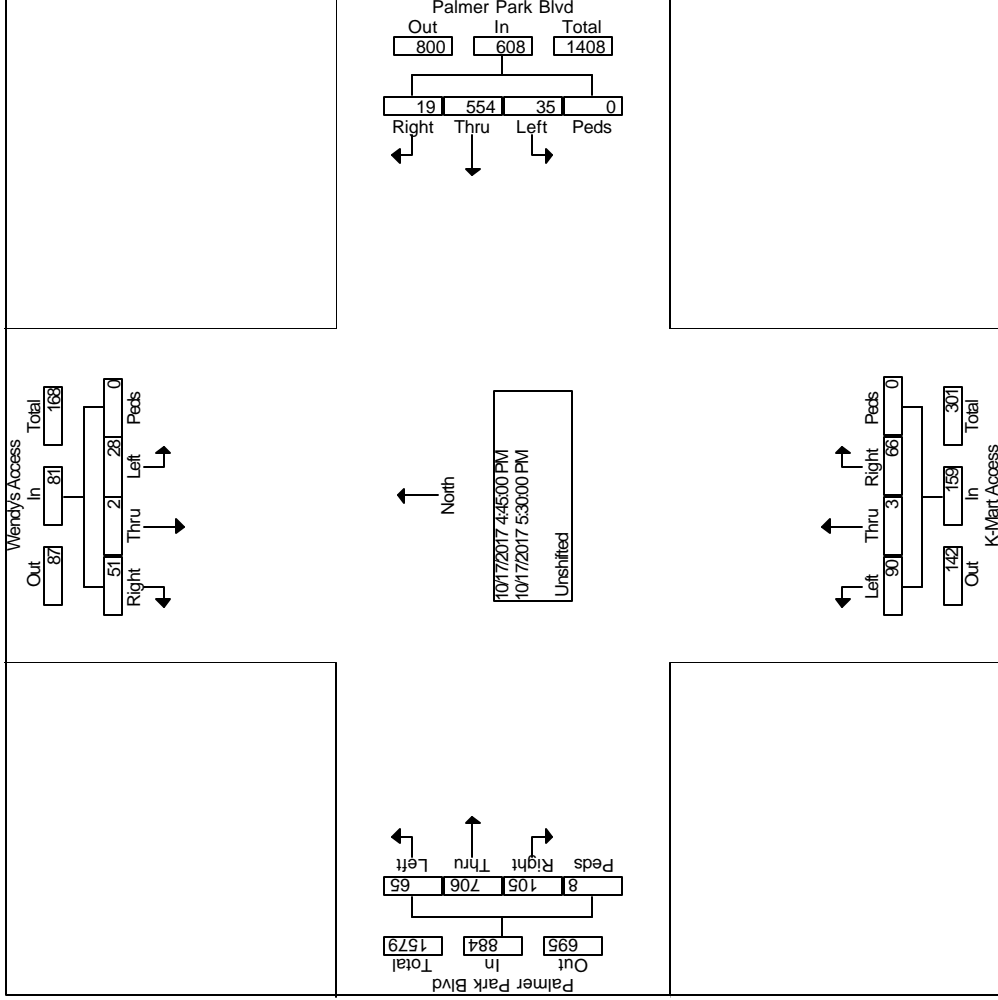 Palmer Park Blvd
Out In Total
800 608 1408
19 554 35 0
Right Thru Left Peds
Wendy's Access
Out In Total
87 81 168
51 2 28 0
Right Thru Left Peds
North
10/17/2017 4:45:00 PM
10/17/2017 5:30:00 PM
Unshifted
Left Thru Right Peds
90 3 66 0
142 159 301
Out In Total
K-Mart Access
Left Thru Right Peds
65 706 105 8
1579 884 695
Total In Out
Palmer Park Blvd